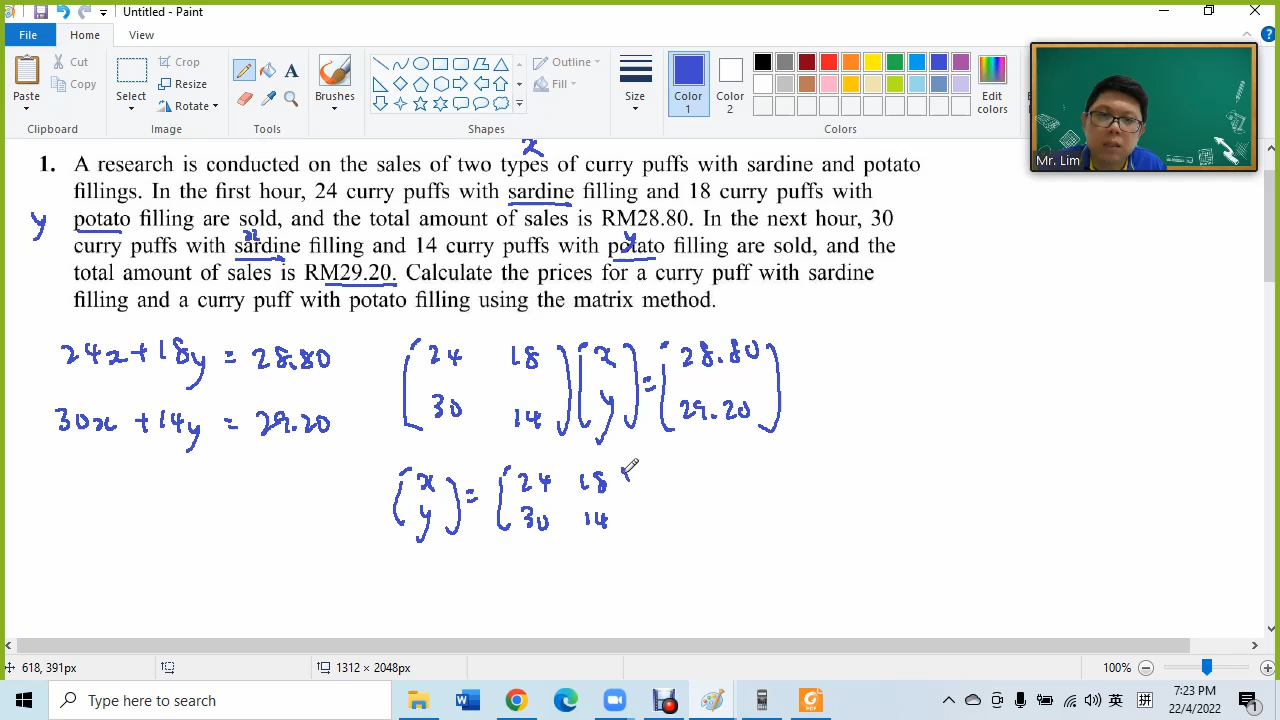 Untitled - Paint
File Home View
Paste Cut Copy Clipboard
Select Crop Resize Rotate Image
Tools
Brushes
Outline Fill Shapes
Size
Color 1 Color 2 Edit colors Colors
Mr. Lim
x
1. A research is conducted on the sales of two types of curry puffs with sardine and potato
fillings. In the first hour, 24 curry puffs with sardine filling and 18 curry puffs with
y potato filling are sold, and the total amount of sales is RM28.80. In the next hour, 30
x y
curry puffs with sardine filling and 14 curry puffs with potato filling are sold, and the
total amount of sales is RM29.20. Calculate the prices for a curry puff with sardine
filling and a curry puff with potato filling using the matrix method.
24x + 18y = 28.80 ( 24 18 ) ( x ) = ( 28.80 )
30x + 14y = 29.20 ( 30 14 ) ( y ) ( 29.20 )
( x ) = ( 24 18
( y ) ( 30 14
618, 391px 1312 × 2048px 100%
Type here to search
英 拼 7:23 PM
22/4/2022
1